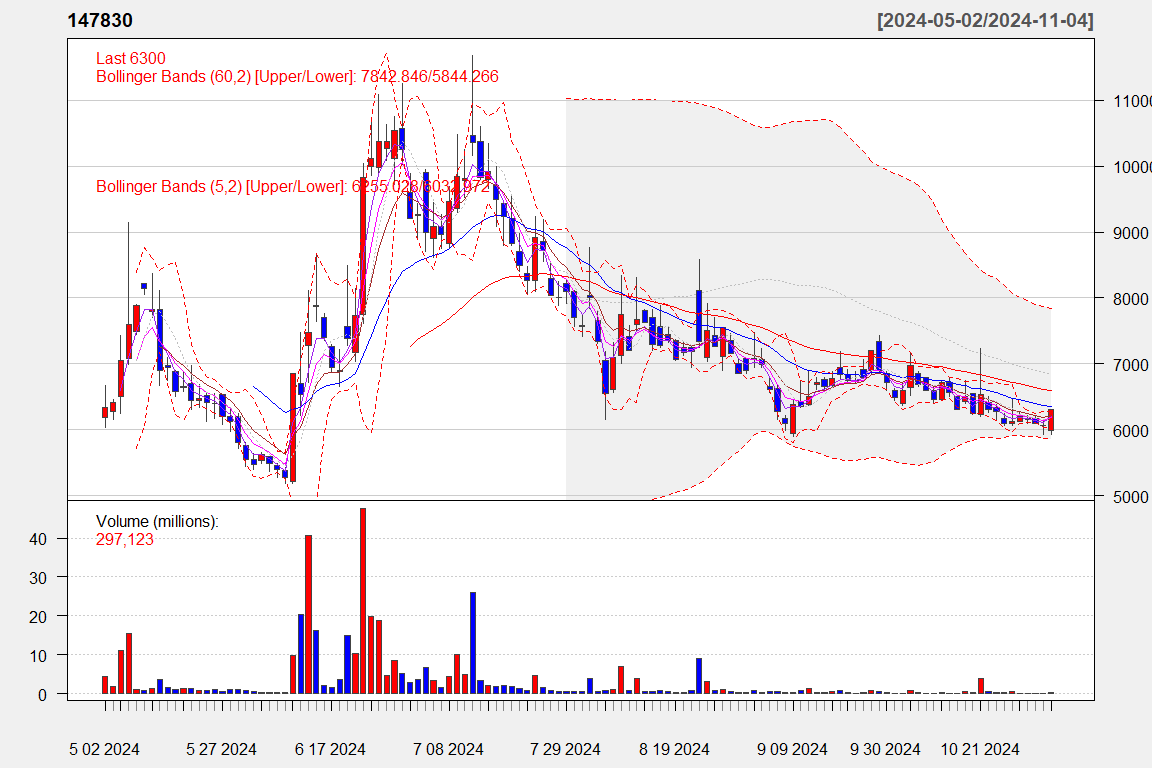 147830 [2024-05-02/2024-11-04]
Last 6300
Bollinger Bands (60,2) [Upper/Lower]: 7842.846/5844.266
Bollinger Bands (5,2) [Upper/Lower]: 6255.028/6032.972
11000
10000
9000
8000
7000
6000
5000
Volume (millions):
297,123
40
30
20
10
0
5 02 2024 5 27 2024 6 17 2024 7 08 2024 7 29 2024 8 19 2024 9 09 2024 9 30 2024 10 21 2024